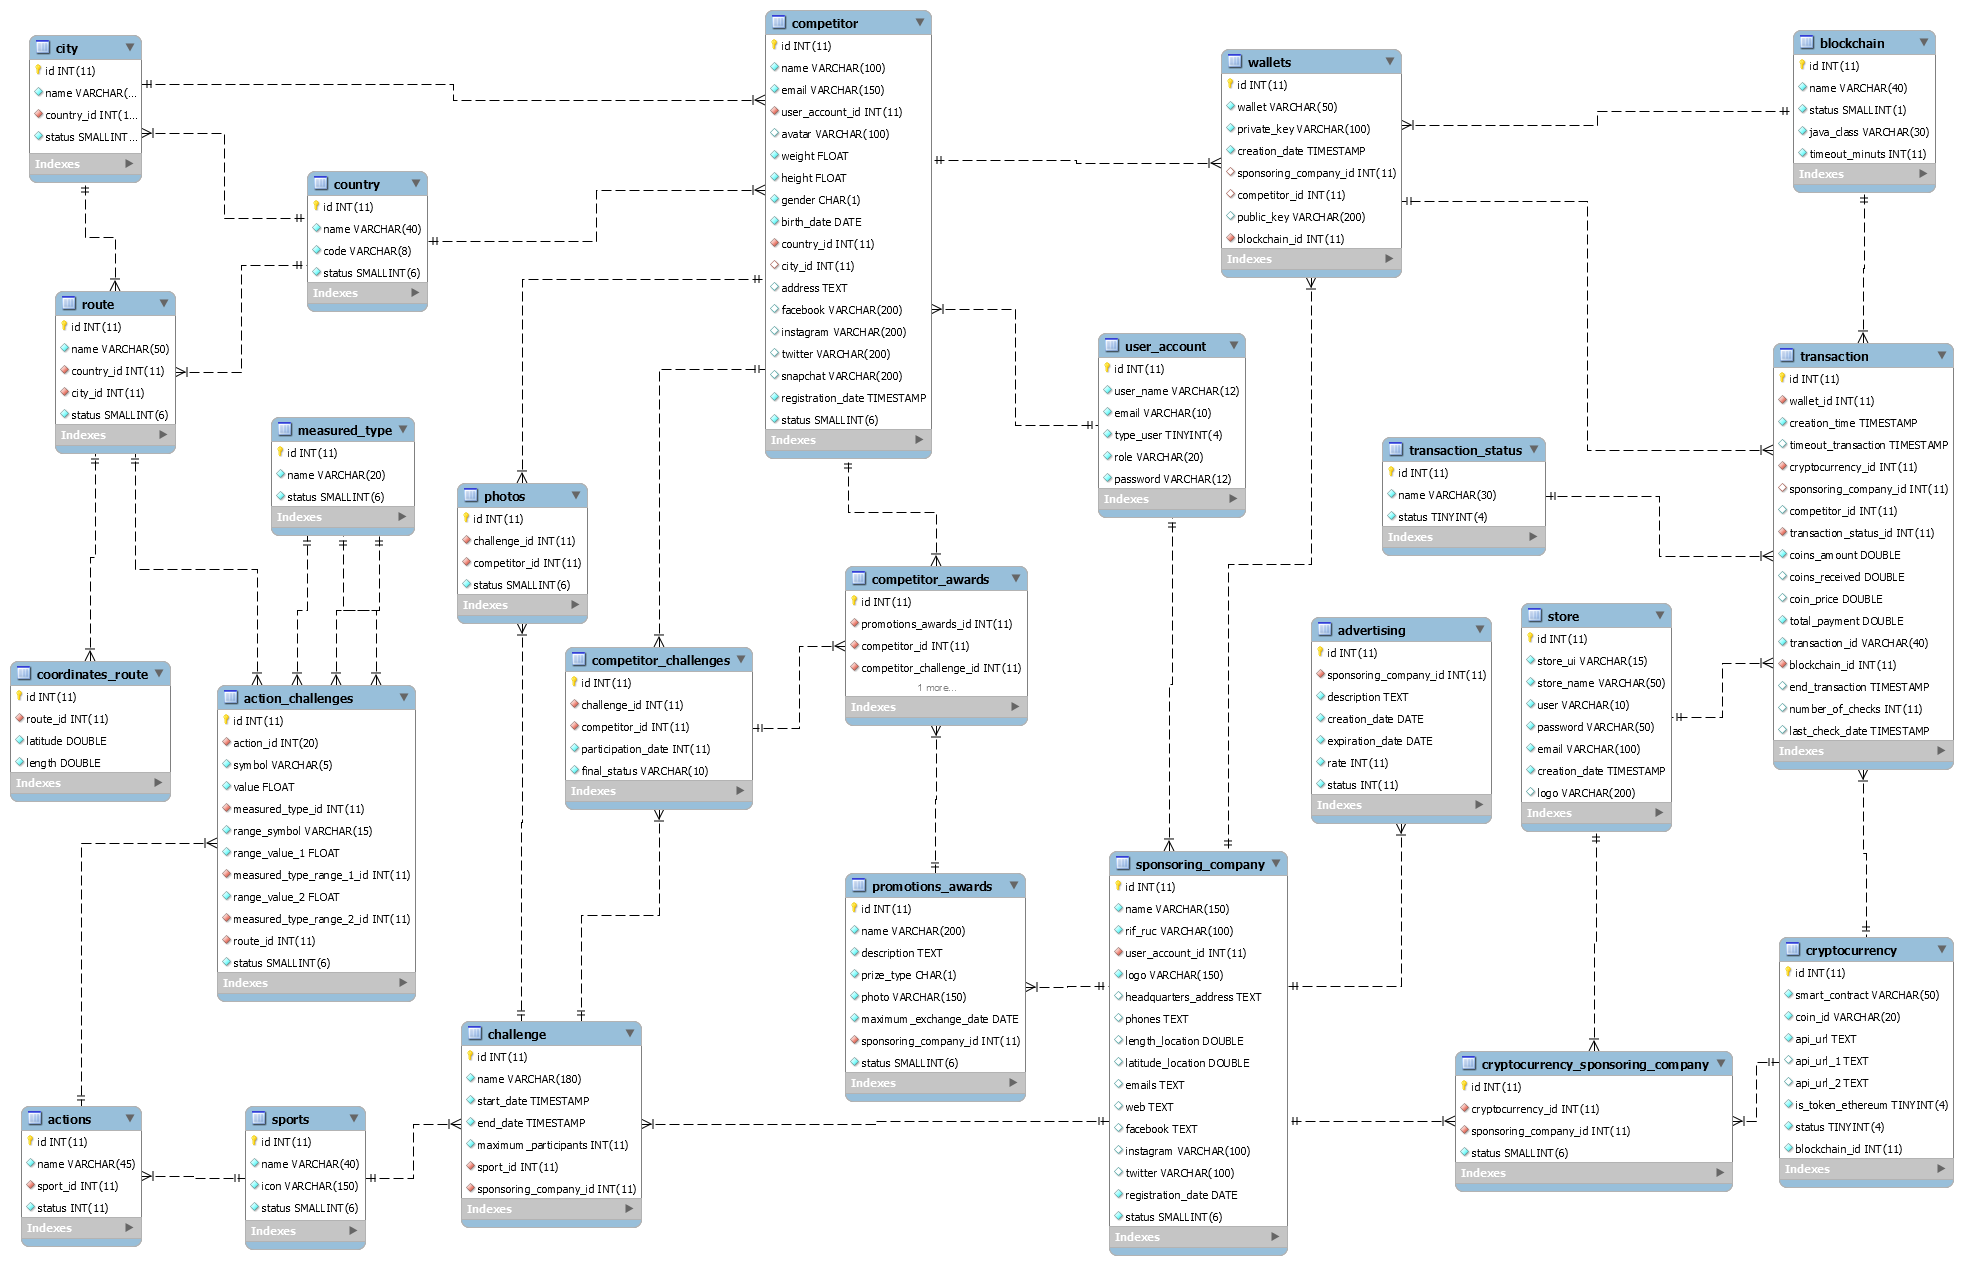 city
id INT(11)
name VARCHAR(...
country_id INT(1...
status SMALLINT...
Indexes
country
id INT(11)
name VARCHAR(40)
code VARCHAR(8)
status SMALLINT(6)
Indexes
route
id INT(11)
name VARCHAR(50)
country_id INT(11)
city_id INT(11)
status SMALLINT(6)
Indexes
measured_type
id INT(11)
name VARCHAR(20)
status SMALLINT(6)
Indexes
coordinates_route
id INT(11)
route_id INT(11)
latitude DOUBLE
length DOUBLE
Indexes
action_challenges
id INT(11)
action_id INT(20)
symbol VARCHAR(5)
value FLOAT
measured_type_id INT(11)
range_symbol VARCHAR(15)
range_value_1 FLOAT
measured_type_range_1_id INT(11)
range_value_2 FLOAT
measured_type_range_2_id INT(11)
route_id INT(11)
status SMALLINT(6)
Indexes
actions
id INT(11)
name VARCHAR(45)
sport_id INT(11)
status INT(11)
Indexes
sports
id INT(11)
name VARCHAR(40)
icon VARCHAR(150)
status SMALLINT(6)
Indexes
competitor
id INT(11)
name VARCHAR(100)
email VARCHAR(150)
user_account_id INT(11)
avatar VARCHAR(100)
weight FLOAT
height FLOAT
gender CHAR(1)
birth_date DATE
country_id INT(11)
city_id INT(11)
address TEXT
facebook VARCHAR(200)
instagram VARCHAR(200)
twitter VARCHAR(200)
snapchat VARCHAR(200)
registration_date TIMESTAMP
status SMALLINT(6)
Indexes
photos
id INT(11)
challenge_id INT(11)
competitor_id INT(11)
status SMALLINT(6)
Indexes
competitor_challenges
id INT(11)
challenge_id INT(11)
competitor_id INT(11)
participation_date INT(11)
final_status VARCHAR(10)
Indexes
competitor_awards
id INT(11)
promotions_awards_id INT(11)
competitor_id INT(11)
competitor_challenge_id INT(11)
1 more...
Indexes
promotions_awards
id INT(11)
name VARCHAR(200)
description TEXT
prize_type CHAR(1)
photo VARCHAR(150)
maximum_exchange_date DATE
sponsoring_company_id INT(11)
status SMALLINT(6)
Indexes
challenge
id INT(11)
name VARCHAR(180)
start_date TIMESTAMP
end_date TIMESTAMP
maximum_participants INT(11)
sport_id INT(11)
sponsoring_company_id INT(11)
Indexes
wallets
id INT(11)
wallet VARCHAR(50)
private_key VARCHAR(100)
creation_date TIMESTAMP
sponsoring_company_id INT(11)
competitor_id INT(11)
public_key VARCHAR(200)
blockchain_id INT(11)
Indexes
user_account
id INT(11)
user_name VARCHAR(12)
email VARCHAR(10)
type_user TINYINT(4)
role VARCHAR(20)
password VARCHAR(12)
Indexes
sponsoring_company
id INT(11)
name VARCHAR(150)
rif_ruc VARCHAR(100)
user_account_id INT(11)
logo VARCHAR(150)
headquarters_address TEXT
phones TEXT
length_location DOUBLE
latitude_location DOUBLE
emails TEXT
web TEXT
facebook TEXT
instagram VARCHAR(100)
twitter VARCHAR(100)
registration_date DATE
status SMALLINT(6)
Indexes
advertising
id INT(11)
sponsoring_company_id INT(11)
description TEXT
creation_date DATE
expiration_date DATE
rate INT(11)
status INT(11)
Indexes
transaction_status
id INT(11)
name VARCHAR(30)
status TINYINT(4)
Indexes
store
id INT(11)
store_ui VARCHAR(15)
store_name VARCHAR(50)
user VARCHAR(10)
password VARCHAR(50)
email VARCHAR(100)
creation_date TIMESTAMP
logo VARCHAR(200)
Indexes
blockchain
id INT(11)
name VARCHAR(40)
status SMALLINT(1)
java_class VARCHAR(30)
timeout_minuts INT(11)
Indexes
transaction
id INT(11)
wallet_id INT(11)
creation_time TIMESTAMP
timeout_transaction TIMESTAMP
cryptocurrency_id INT(11)
sponsoring_company_id INT(11)
competitor_id INT(11)
transaction_status_id INT(11)
coins_amount DOUBLE
coins_received DOUBLE
coin_price DOUBLE
total_payment DOUBLE
transaction_id VARCHAR(40)
blockchain_id INT(11)
end_transaction TIMESTAMP
number_of_checks INT(11)
last_check_date TIMESTAMP
Indexes
cryptocurrency
id INT(11)
smart_contract VARCHAR(50)
coin_id VARCHAR(20)
api_url TEXT
api_url_1 TEXT
api_url_2 TEXT
is_token_ethereum TINYINT(4)
status TINYINT(4)
blockchain_id INT(11)
Indexes
cryptocurrency_sponsoring_company
id INT(11)
cryptocurrency_id INT(11)
sponsoring_company_id INT(11)
status SMALLINT(6)
Indexes